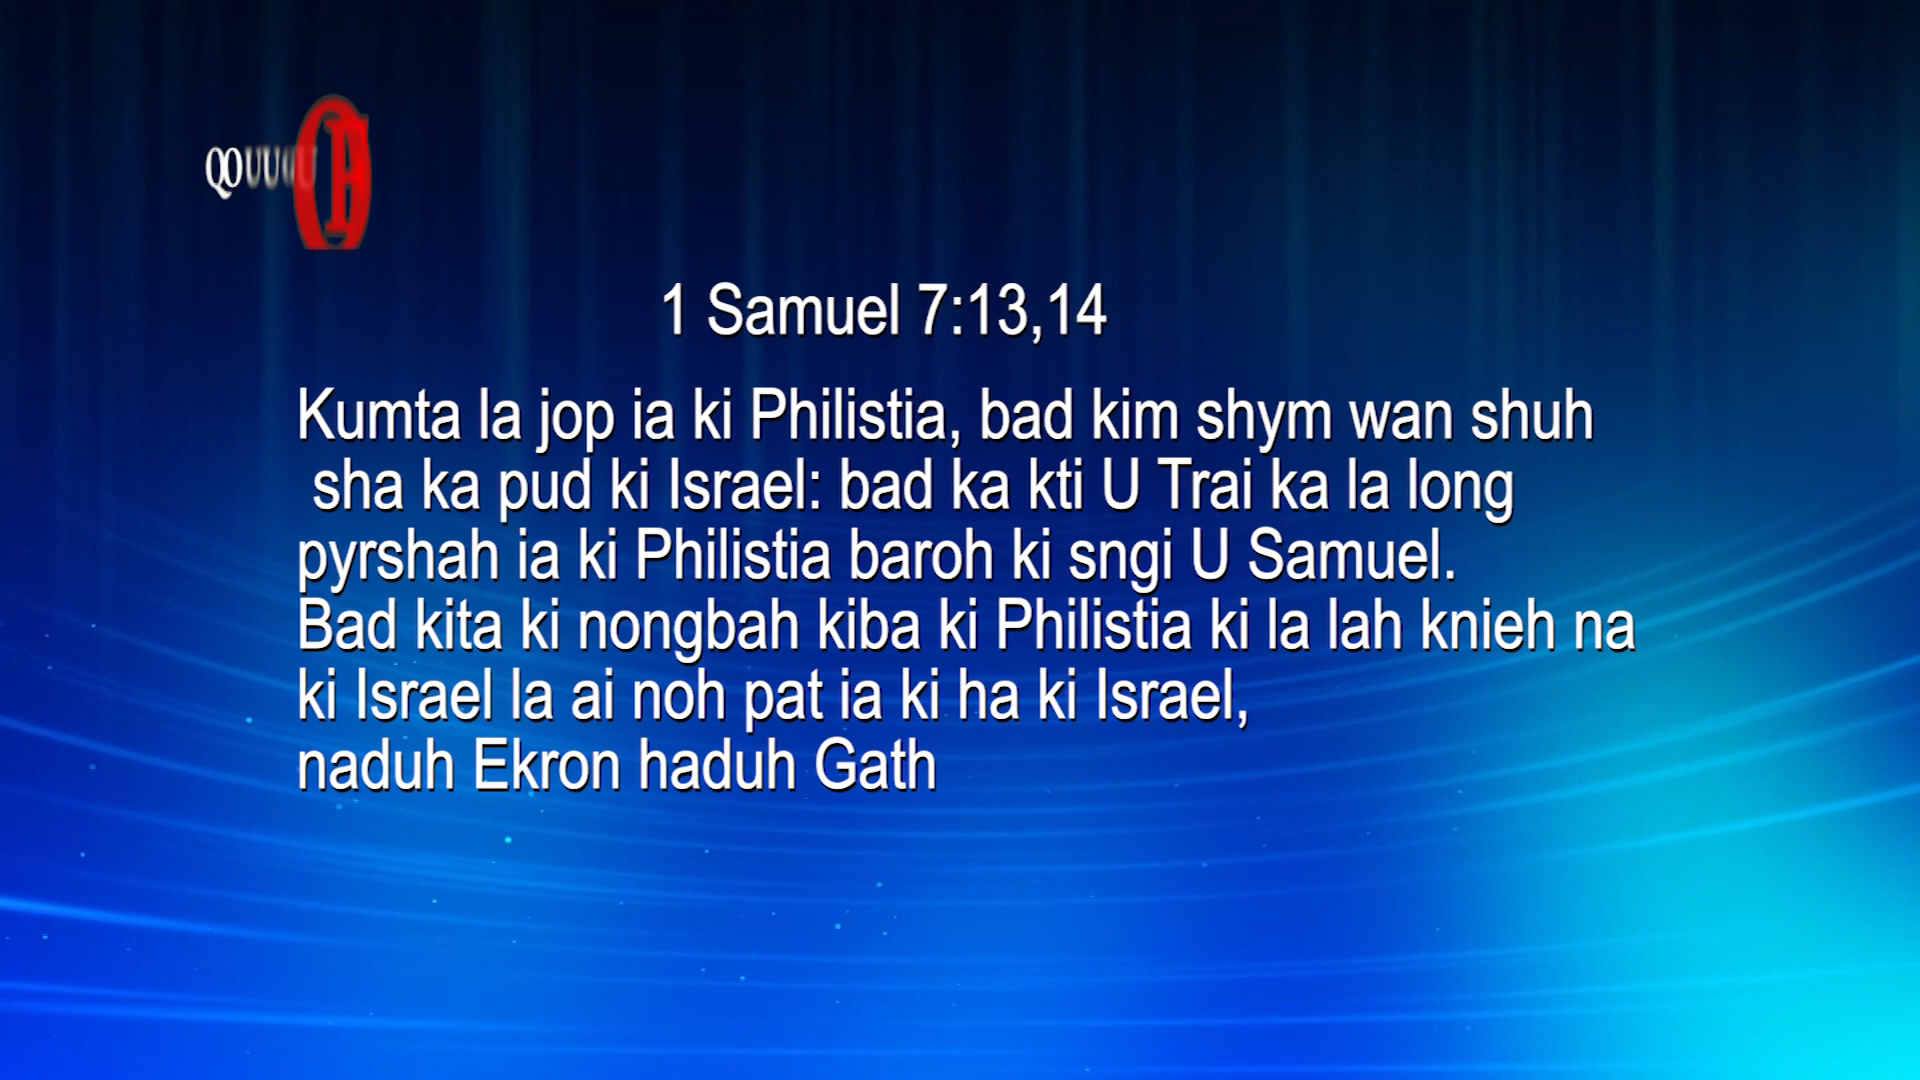 1 Samuel 7:13,14
Kumta la jop ia ki Philistia, bad kim shym wan shuh
sha ka pud ki Israel: bad ka kti U Trai ka la long
pyrshah ia ki Philistia baroh ki sngi U Samuel.
Bad kita ki nongbah kiba ki Philistia ki la lah knieh na
ki Israel la ai noh pat ia ki ha ki Israel,
naduh Ekron haduh Gath